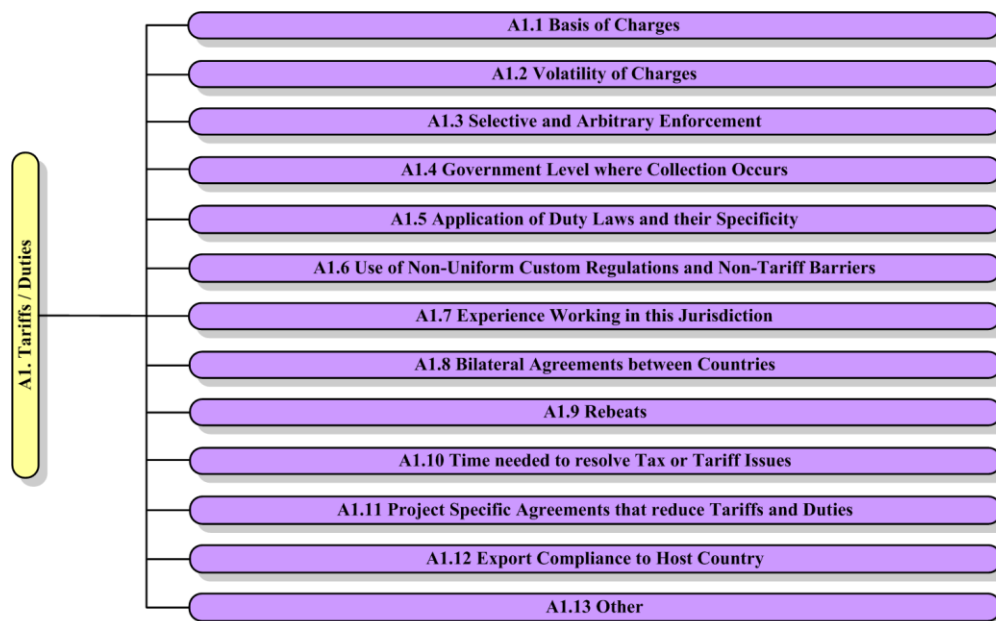 A1. Tariffs / Duties
A1.1 Basis of Charges
A1.2 Volatility of Charges
A1.3 Selective and Arbitrary Enforcement
A1.4 Government Level where Collection Occurs
A1.5 Application of Duty Laws and their Specificity
A1.6 Use of Non-Uniform Custom Regulations and Non-Tariff Barriers
A1.7 Experience Working in this Jurisdiction
A1.8 Bilateral Agreements between Countries
A1.9 Rebeats
A1.10 Time needed to resolve Tax or Tariff Issues
A1.11 Project Specific Agreements that reduce Tariffs and Duties
A1.12 Export Compliance to Host Country
A1.13 Other